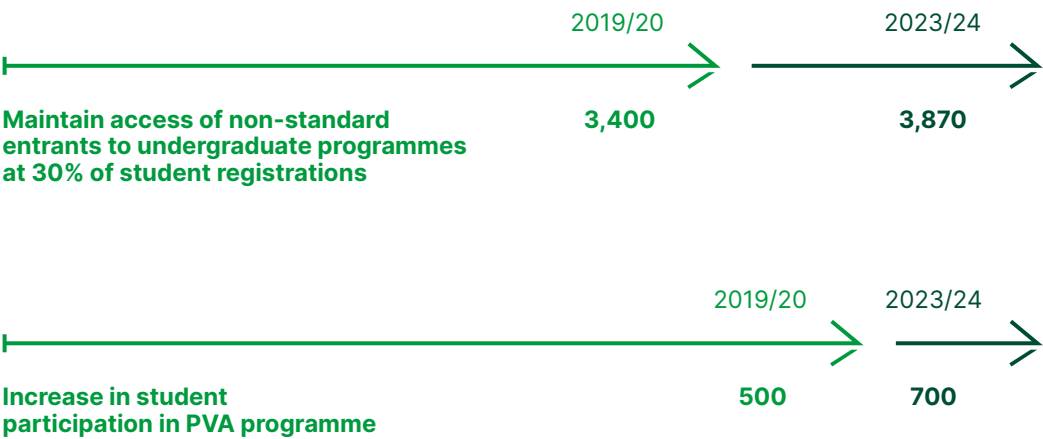 2019/20 2023/24
Maintain access of non-standard 3,400 3,870
entrants to undergraduate programmes
at 30% of student registrations
2019/20 2023/24
Increase in student 500 700
participation in PVA programme